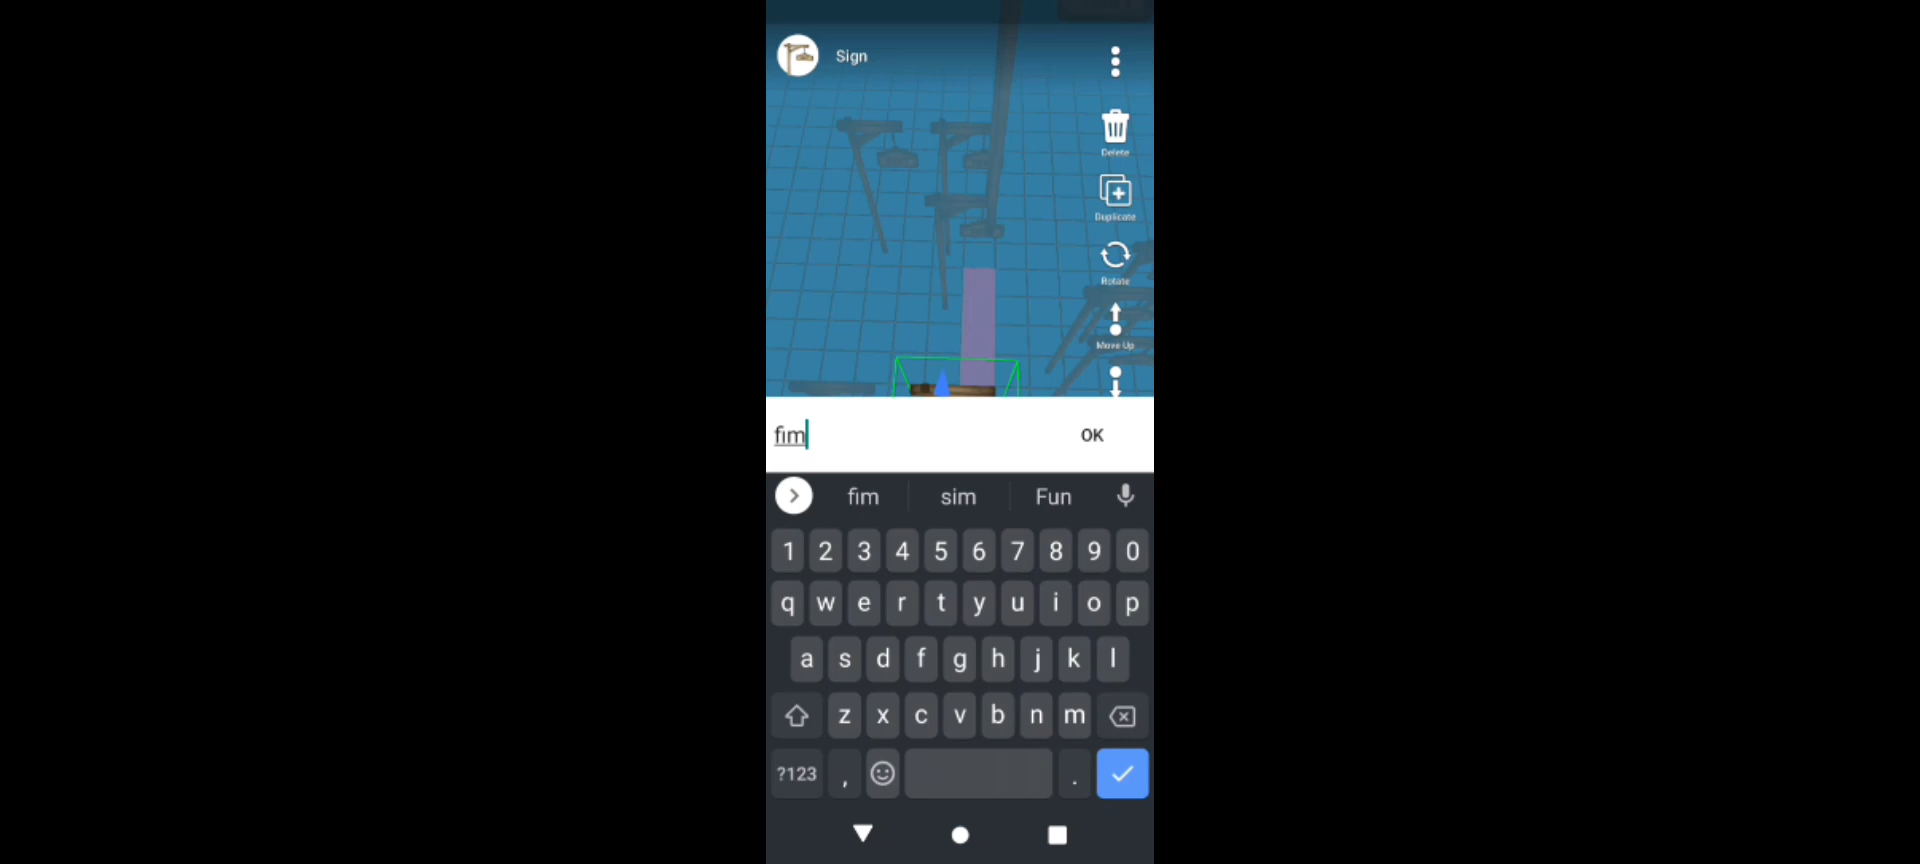 Sign
Delete
Duplicate
Rotate
Move Up
fim
OK
fim sim Fun
1 2 3 4 5 6 7 8 9 0
q w e r t y u i o p
a s d f g h j k l
z x c v b n m
?123 , .